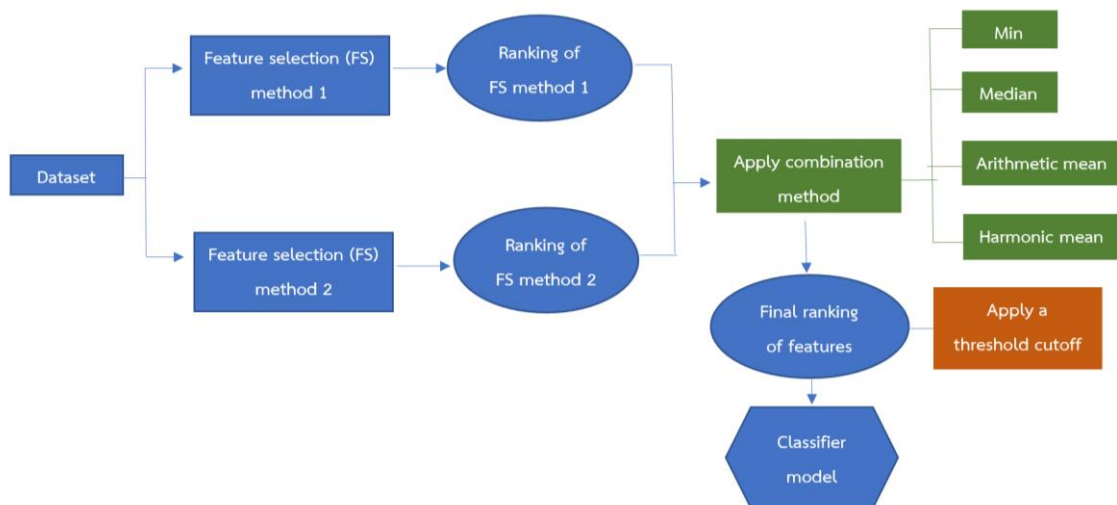 Dataset
Feature selection (FS)
method 1
Ranking of
FS method 1
Feature selection (FS)
method 2
Ranking of
FS method 2
Apply combination
method
Min
Median
Arithmetic mean
Harmonic mean
Final ranking
of features
Apply a
threshold cutoff
Classifier
model